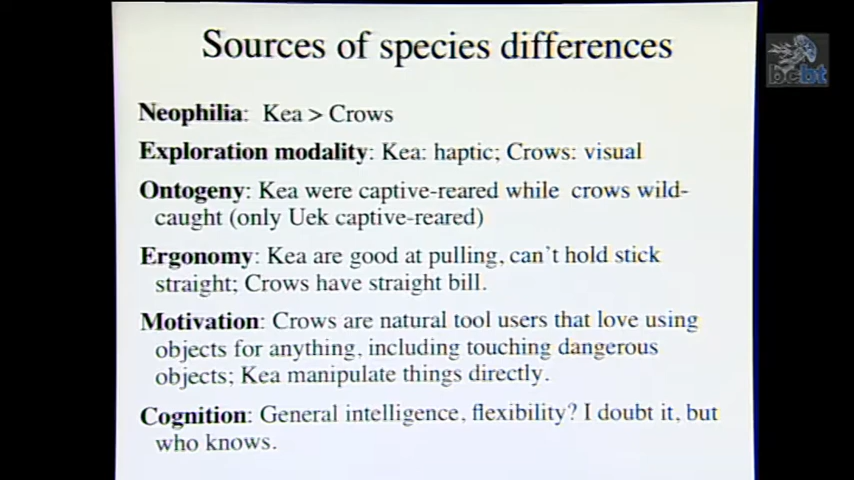 Sources of species differences
bcbt
Neophilia: Kea > Crows
Exploration modality: Kea: haptic; Crows: visual
Ontogeny: Kea were captive-reared while crows wild-
caught (only Uek captive-reared)
Ergonomy: Kea are good at pulling, can't hold stick
straight; Crows have straight bill.
Motivation: Crows are natural tool users that love using
objects for anything, including touching dangerous
objects; Kea manipulate things directly.
Cognition: General intelligence, flexibility? I doubt it, but
who knows.